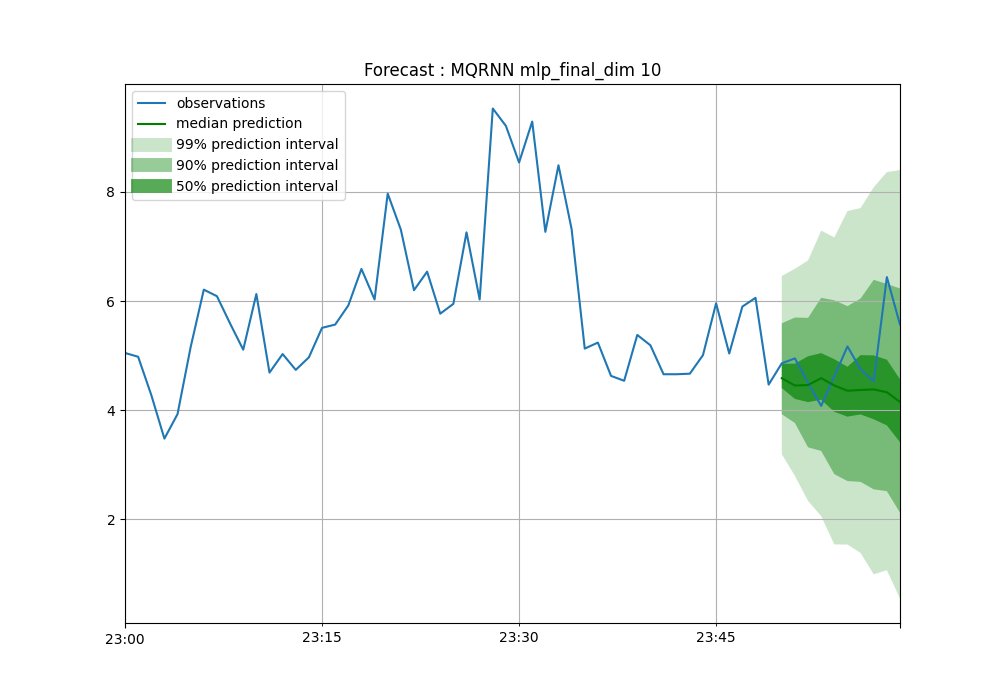 Forecast : MQRNN mlp_final_dim 10
observations
median prediction
99% prediction interval
90% prediction interval
50% prediction interval
8
6
4
2
23:00 23:15 23:30 23:45